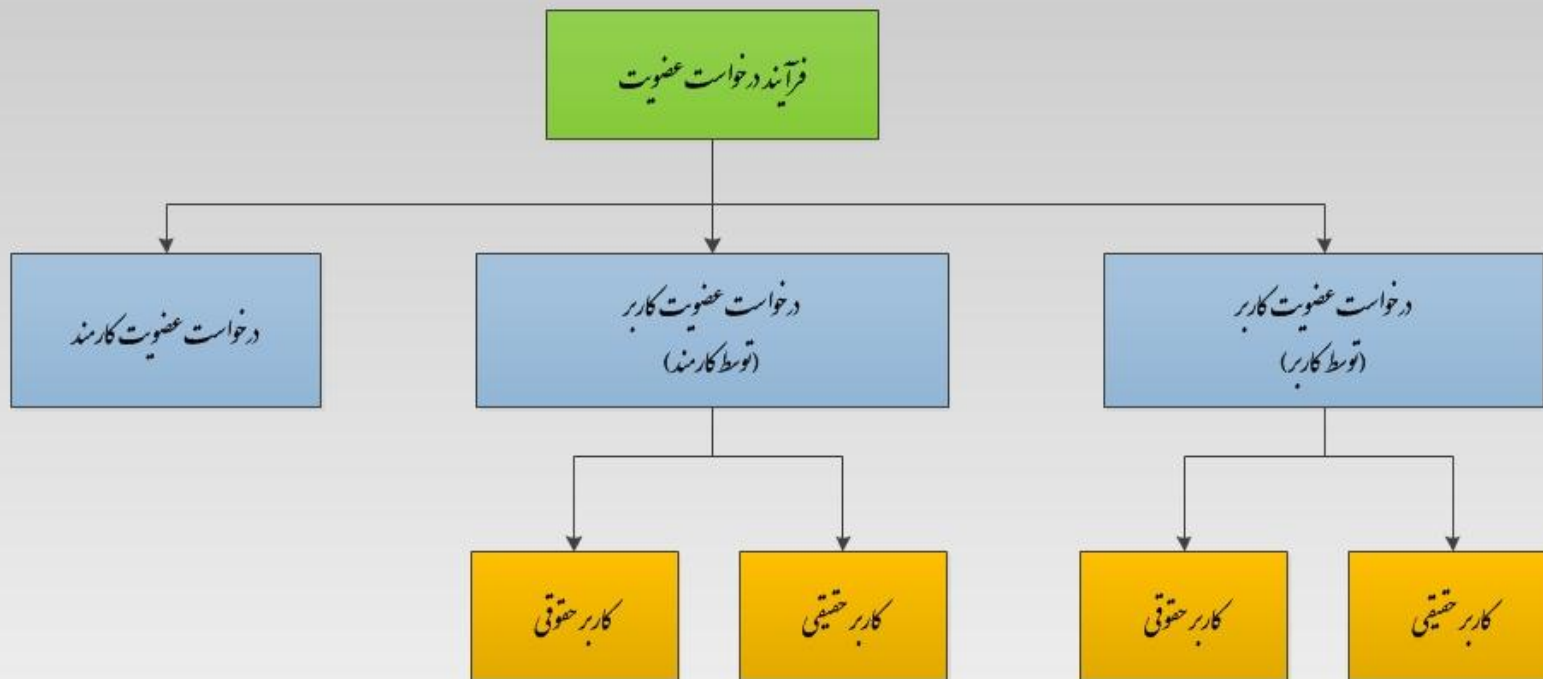 فرآیند درخواست عضویت
درخواست عضویت کاربر
(توسط کاربر)
درخواست عضویت کاربر
(توسط کارمند)
درخواست عضویت کارمند
کاربر حقیقی
کاربر حقوقی
کاربر حقیقی
کاربر حقوقی